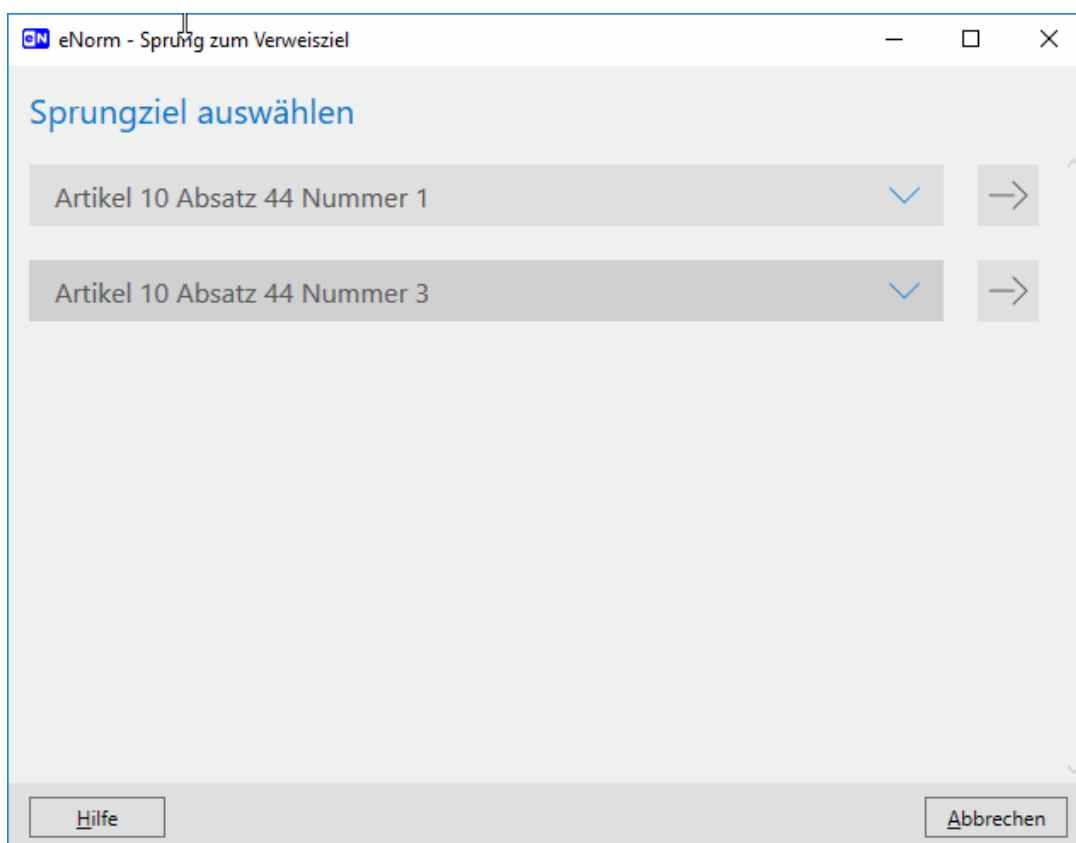 eN eNorm - Sprung zum Verweisziel
Sprungziel auswählen
Artikel 10 Absatz 44 Nummer 1
Artikel 10 Absatz 44 Nummer 3
Hilfe
Abbrechen